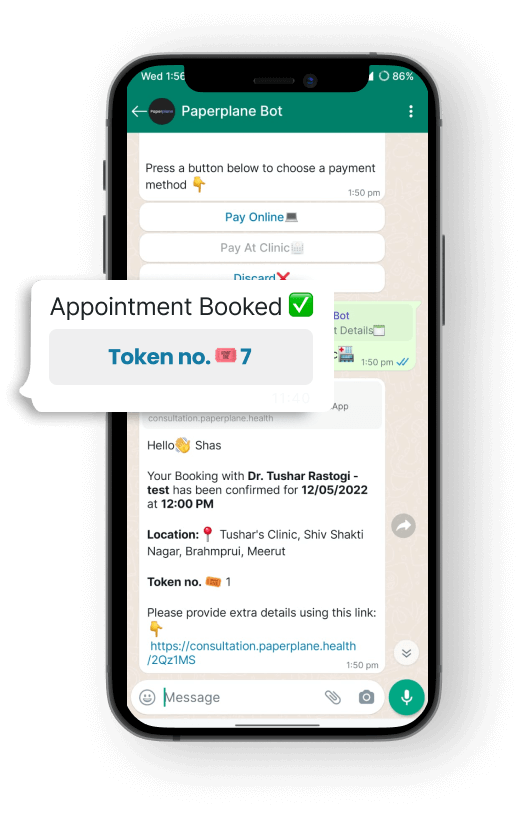 Wed 1:56
86%
Paperplane
Paperplane Bot
Press a button below to choose a payment
method 👇
1:50 pm
Pay Online💻
Pay At Clinic
Discard❌
Appointment Booked ✅
Token no. 🎟️ 7
Bot
t Details
1:50 pm
App
consultation.paperplane.health
Hello👋 Shas
Your Booking with Dr. Tushar Rastogi -
test has been confirmed for 12/05/2022
at 12:00 PM
Location:📍 Tushar's Clinic, Shiv Shakti
Nagar, Brahmprui, Meerut
Token no. 🎟️ 1
Please provide extra details using this link:
👇
https://consultation.paperplane.health
/2Qz1MS
1:50 pm
Message